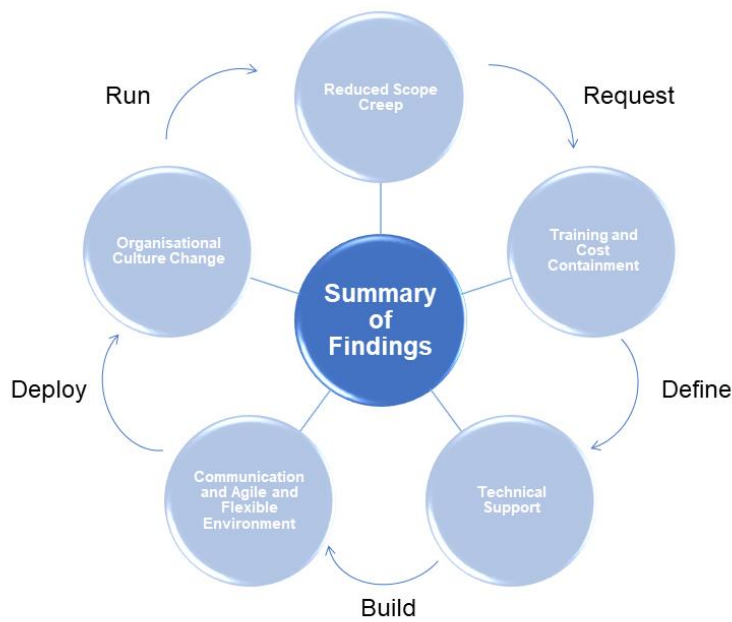 Run
Reduced Scope
Creep
Request
Organisational
Culture Change
Training and
Cost
Containment
Summary
of
Findings
Deploy
Define
Communication
and Agile and
Flexible
Environment
Technical
Support
Build